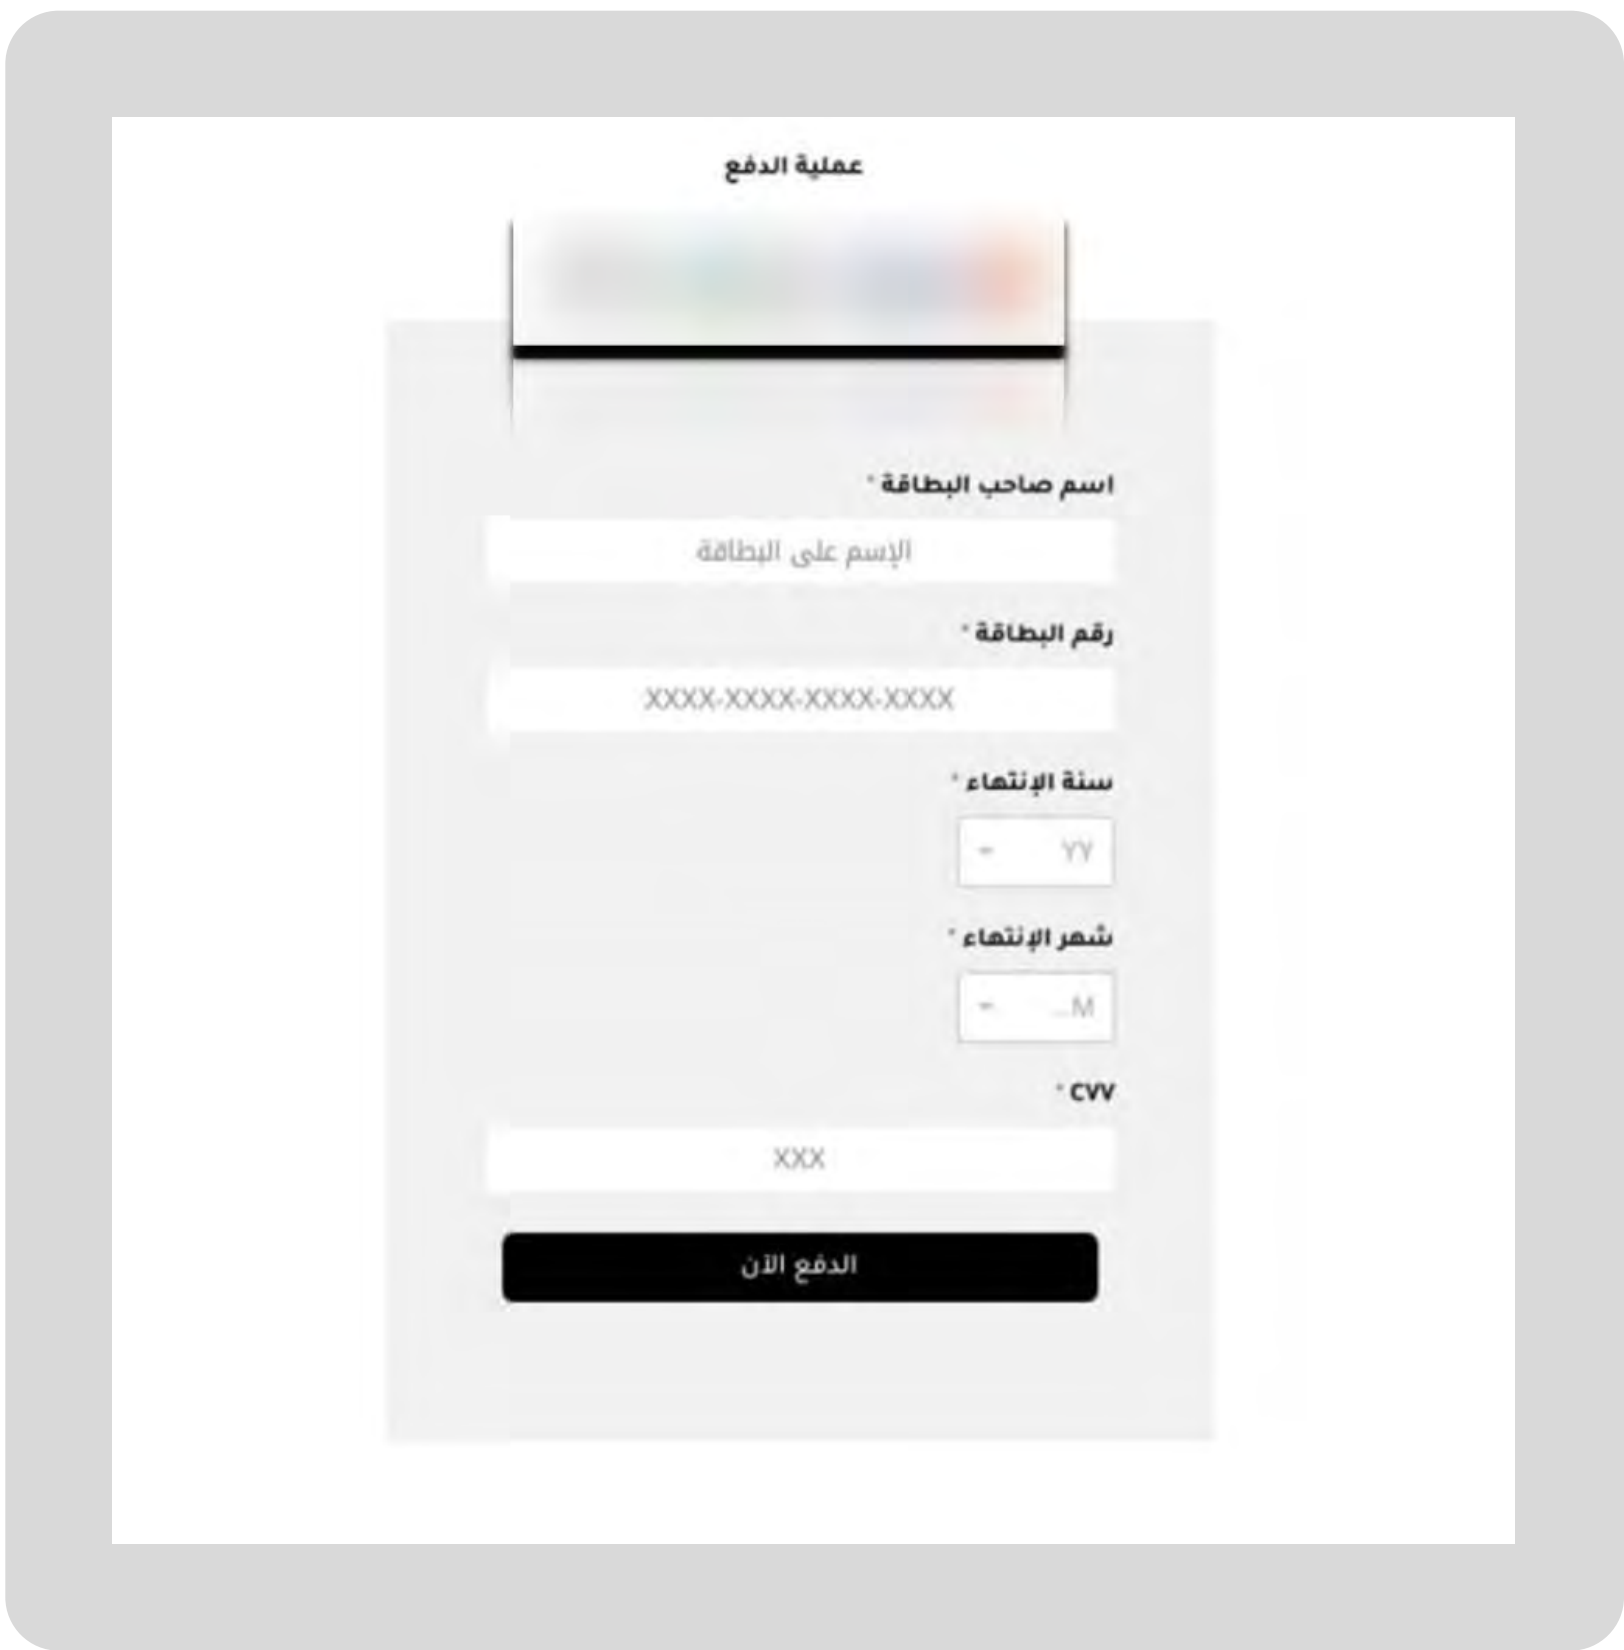 عملية الدفع
اسم صاحب البطاقة *
الإسم على البطاقة
رقم البطاقة *
XXXX-XXXX-XXXX-XXXX
سنة الإنتهاء *
YY
شهر الإنتهاء *
M...
CVV *
XXX
الدفع الآن